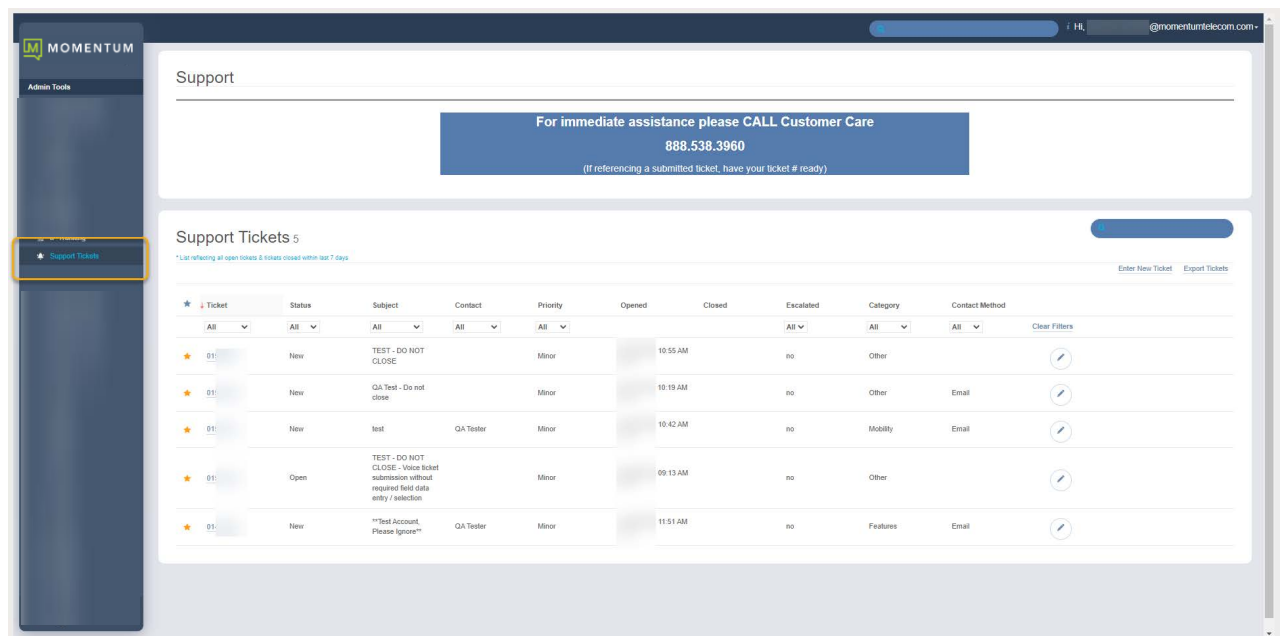 Hi, @momentumtelecom.com
MOMENTUM
Admin Tools
Support
For immediate assistance please CALL Customer Care
888.538.3960
(If referencing a submitted ticket, have your ticket # ready)
Support Tickets
Support Tickets 5
* List reflecting all open tickets & tickets closed within last 7 days
Enter New Ticket Export Tickets
Ticket Status Subject Contact Priority Opened Closed Escalated Category Contact Method
All All All All All All All All Clear Filters
TEST - DO NOT
01 New Minor 10:55 AM no Other
CLOSE
QA Test - Do not
01 New Minor 10:19 AM no Other Email
close
01 New test QA Tester Minor 10:42 AM no Mobility Email
TEST - DO NOT
CLOSE - Voice ticket
01 Open submission without Minor 09:13 AM no Other
required field data
entry / selection
**Test Account,
01 New QA Tester Minor 11:51 AM no Features Email
Please Ignore**